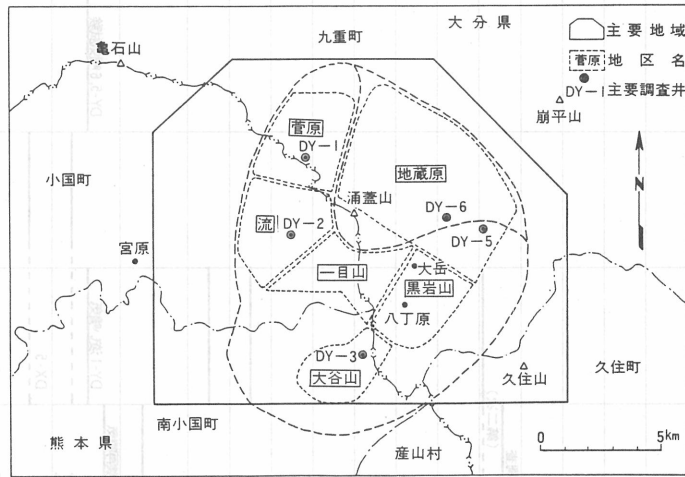 大分県
九重町
亀石山
主要地域
菅原 地区名
DY-1 主要調査井
崩平山
菅原
DY-1
地蔵原
小国町
涌蓋山
DY-6
N
流
DY-2
DY-5
宮原
一目山
大岳
黒岩山
八丁原
DY-3
大谷山
久住山
久住町
南小国町
0 5km
熊本県
産山村